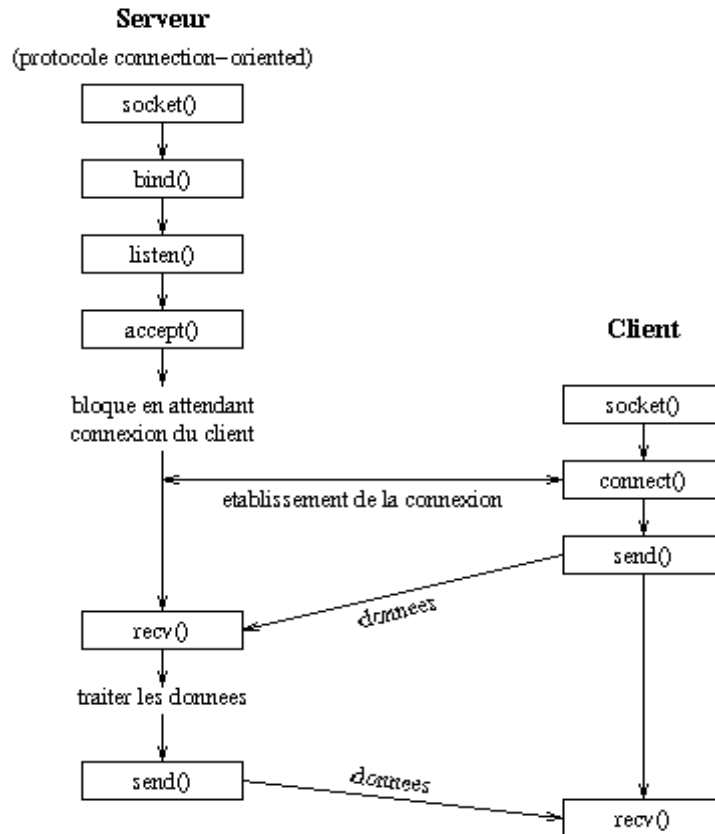 Serveur
(protocole connection-oriented)
socket()
bind()
listen()
accept()
bloque en attendant
connexion du client
Client
socket()
connect()
etablissement de la connexion
send()
donnees
recv()
traiter les donnees
send()
donnees
recv()